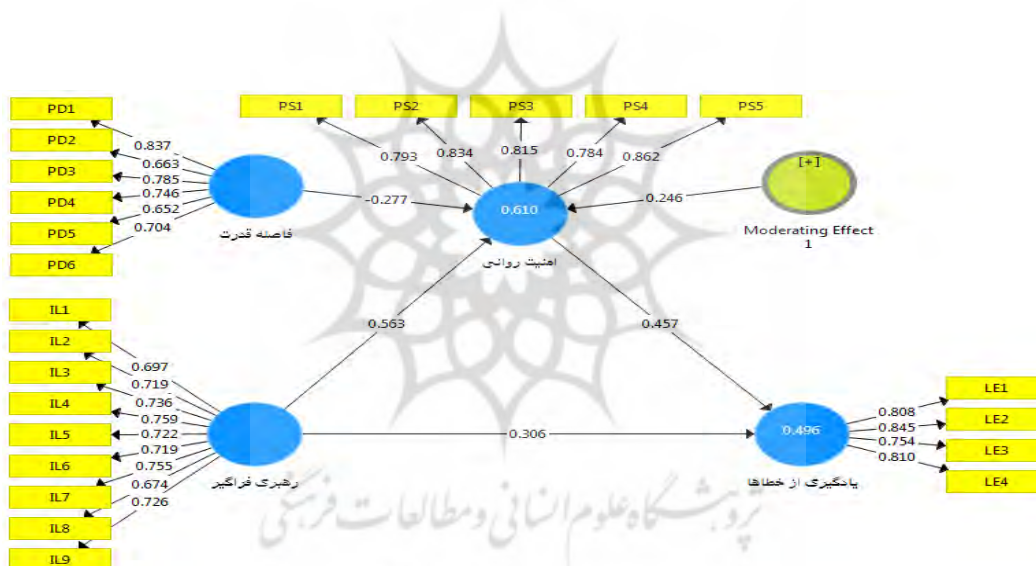 PD1
PD2
PD3
PD4
PD5
PD6
0.837
0.663
0.785
0.746
0.652
0.704
فاصله قدرت
PS1
PS2
PS3
PS4
PS5
0.793
0.834
0.815
0.784
0.862
-0.277
0.610
امنیت روانی
0.246
[+]
Moderating Effect
1
0.563
0.457
IL1
IL2
IL3
IL4
IL5
IL6
IL7
IL8
IL9
0.697
0.719
0.736
0.759
0.722
0.719
0.755
0.674
0.726
رهبری فراگیر
0.306
0.496
یادگیری از خطاها
0.808
0.845
0.754
0.810
LE1
LE2
LE3
LE4
پژوهشگاه علوم انسانی و مطالعات فرهنگی